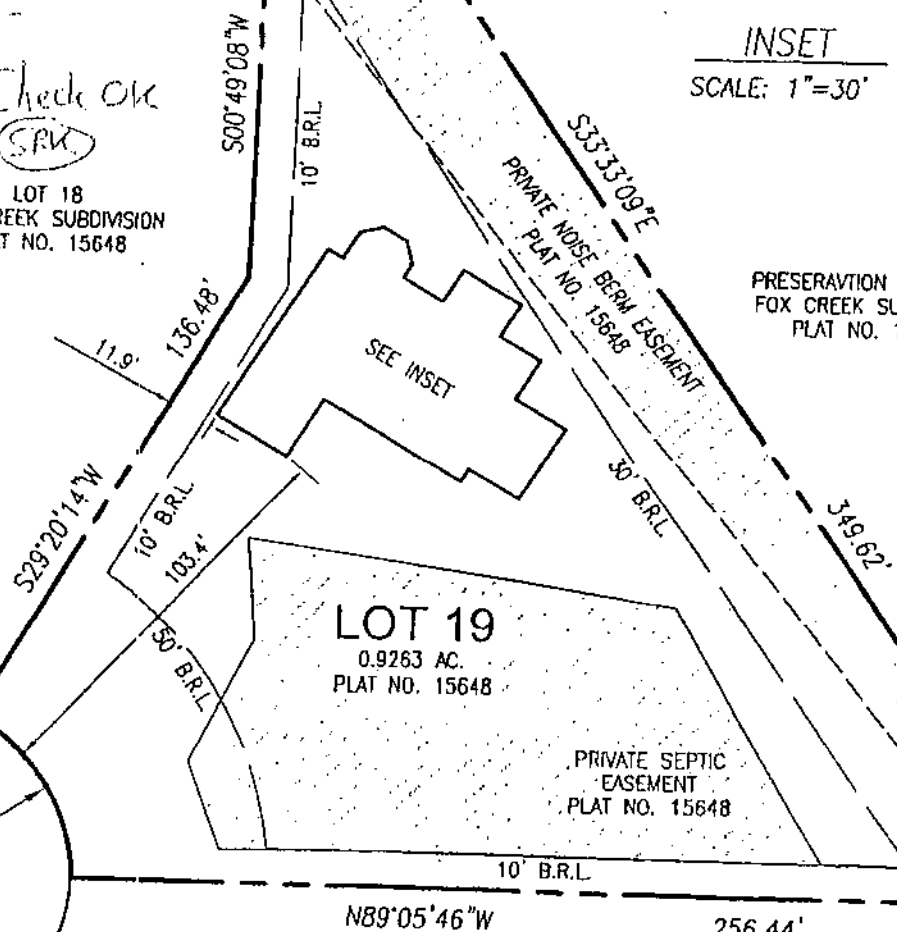 INSET
SCALE: 1"=30'
Check OK
SRK
LOT 18
REEK SUBDIVISION
T NO. 15648
S00°49'08"W
10' B.R.L.
S33°33'09"E
PRIVATE NOISE BERM EASEMENT
PLAT NO. 15648
PRESERAVTION
FOX CREEK SU
PLAT NO. 1
136.48'
11.9'
SEE INSET
S29°20'14"W
10' B.R.L.
103.4'
30' B.R.L.
349.62'
50' B.R.L.
LOT 19
0.9263 AC.
PLAT NO. 15648
PRIVATE SEPTIC
EASEMENT
PLAT NO. 15648
10' B.R.L.
N89°05'46"W
256.44'